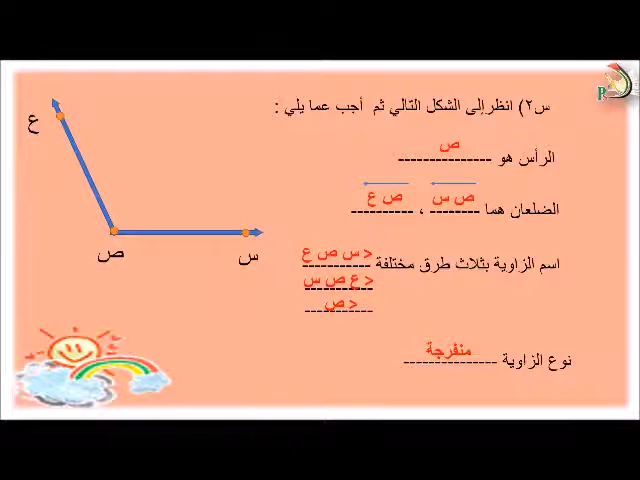 س٢) انظر إلى الشكل التالي ثم أجب عما يلي :
الرأس هو ص
الضلعان هما ص س ، ص ع
اسم الزاوية بثلاث طرق مختلفة > س ص ع
> ع ص س
> ص
نوع الزاوية منفرجة
ع
ص
س
P